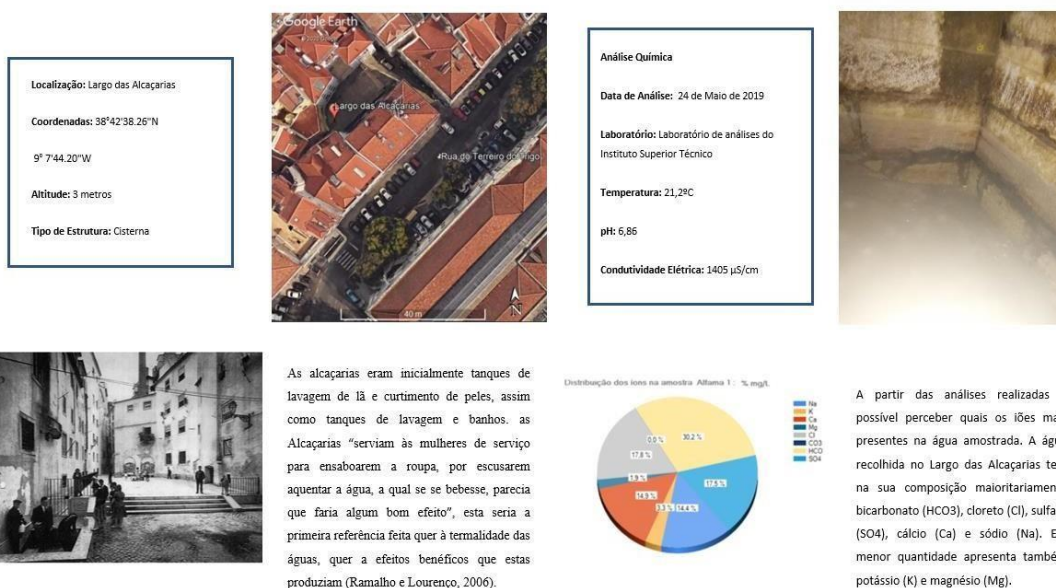 Localização: Largo das Alcaçarias
Coordenadas: 38°42'38.26"N
9° 7'44.20"W
Altitude: 3 metros
Tipo de Estrutura: Cisterna
Google Earth
Largo das Alcaçarias
Rua do Terreiro do Trigo
40 m
N
Análise Química
Data de Análise: 24 de Maio de 2019
Laboratório: Laboratório de análises do
Instituto Superior Técnico
Temperatura: 21,2ºC
pH: 6,86
Condutividade Elétrica: 1405 µS/cm
As alcaçarias eram inicialmente tanques de
lavagem de lã e curtimento de peles, assim
como tanques de lavagem e banhos. as
Alcaçarias “serviam às mulheres de serviço
para ensaboarem a roupa, por escusarem
aquentar a água, a qual se se bebesse, parecia
que faria algum bom efeito”, esta seria a
primeira referência feita quer à termalidade das
águas, quer a efeitos benéficos que estas
produziam (Ramalho e Lourenço, 2006).
Distribuição dos ions na amostra Alfama 1 : % mg/L
0,0 %
30,2 %
17,8 %
1,9 %
17,5 %
14,9 %
3,3 %
14,4 %
Na
K
Ca
Mg
Cl
CO3
HCO
SO4
A partir das análises realizadas
possível perceber quais os iões ma
presentes na água amostrada. A ág
recolhida no Largo das Alcaçarias te
na sua composição maioritariamen
bicarbonato (HCO3), cloreto (Cl), sulfa
(SO4), cálcio (Ca) e sódio (Na). E
menor quantidade apresenta també
potássio (K) e magnésio (Mg).